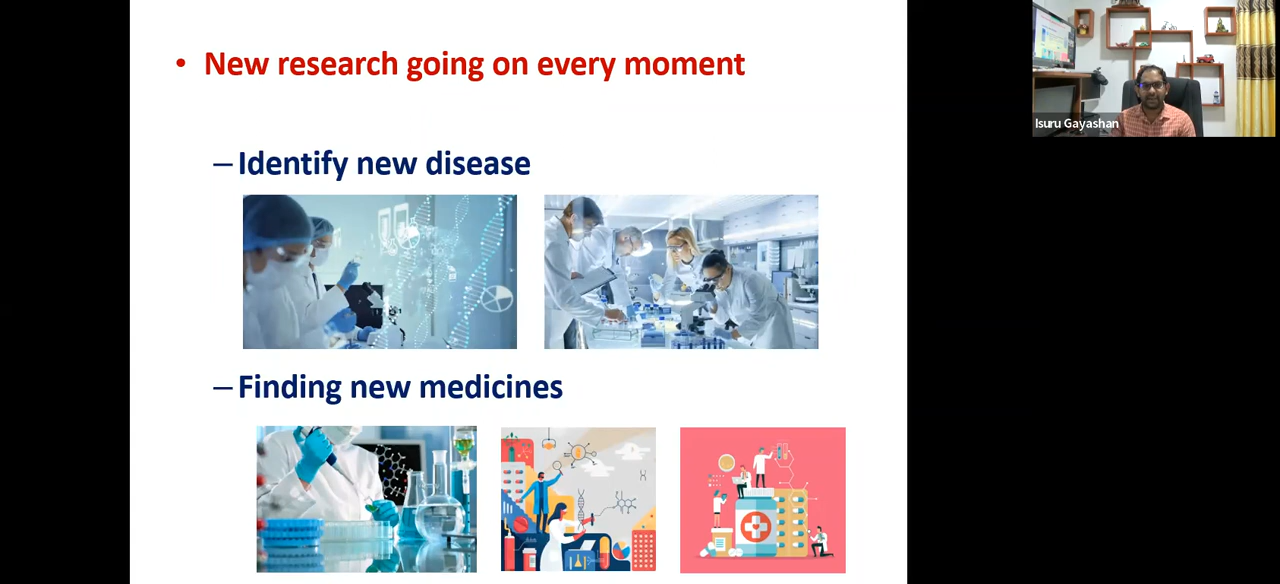 • New research going on every moment
– Identify new disease
– Finding new medicines
Isuru Gayashan